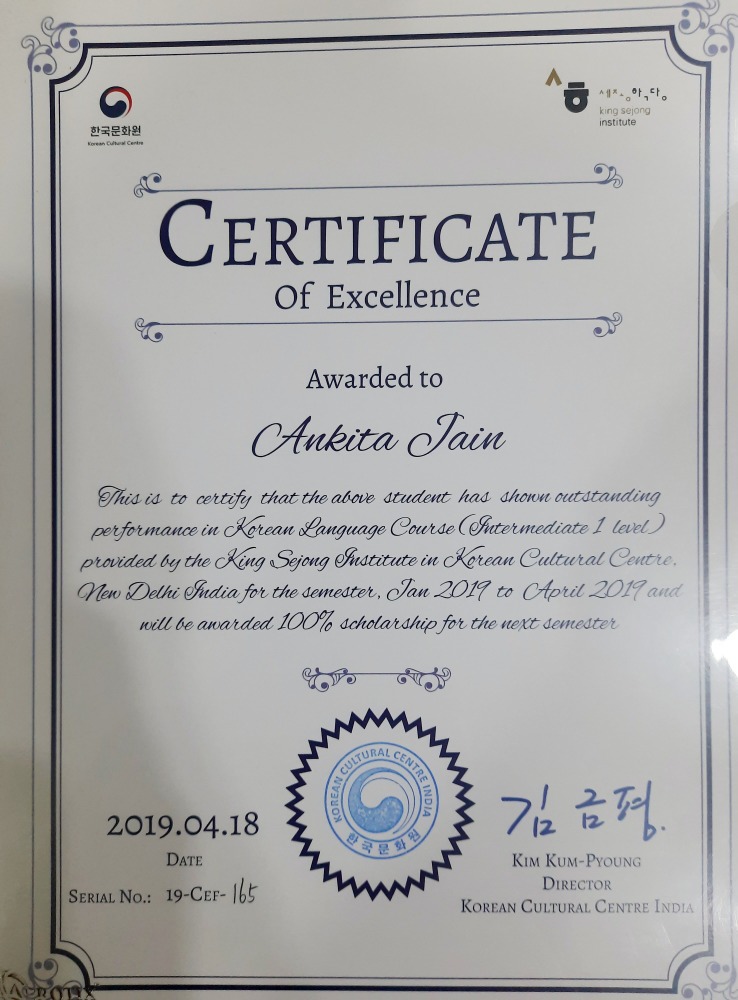 한국문화원
Korean Cultural Centre
세종학당
king sejong
institute
CERTIFICATE
Of Excellence
Awarded to
Ankita Jain
This is to certify that the above student has shown outstanding
performance in Korean Language Course (Intermediate 1 level)
provided by the King Sejong Institute in Korean Cultural Centre,
New Delhi India for the semester, Jan 2019 to April 2019 and
will be awarded 100% scholarship for the next semester
KOREAN CULTURAL CENTRE INDIA
한국문화원
2019.04.18
DATE
SERIAL NO.: 19-CEF-165
김 금평.
KIM KUM-PYOUNG
DIRECTOR
KOREAN CULTURAL CENTRE INDIA